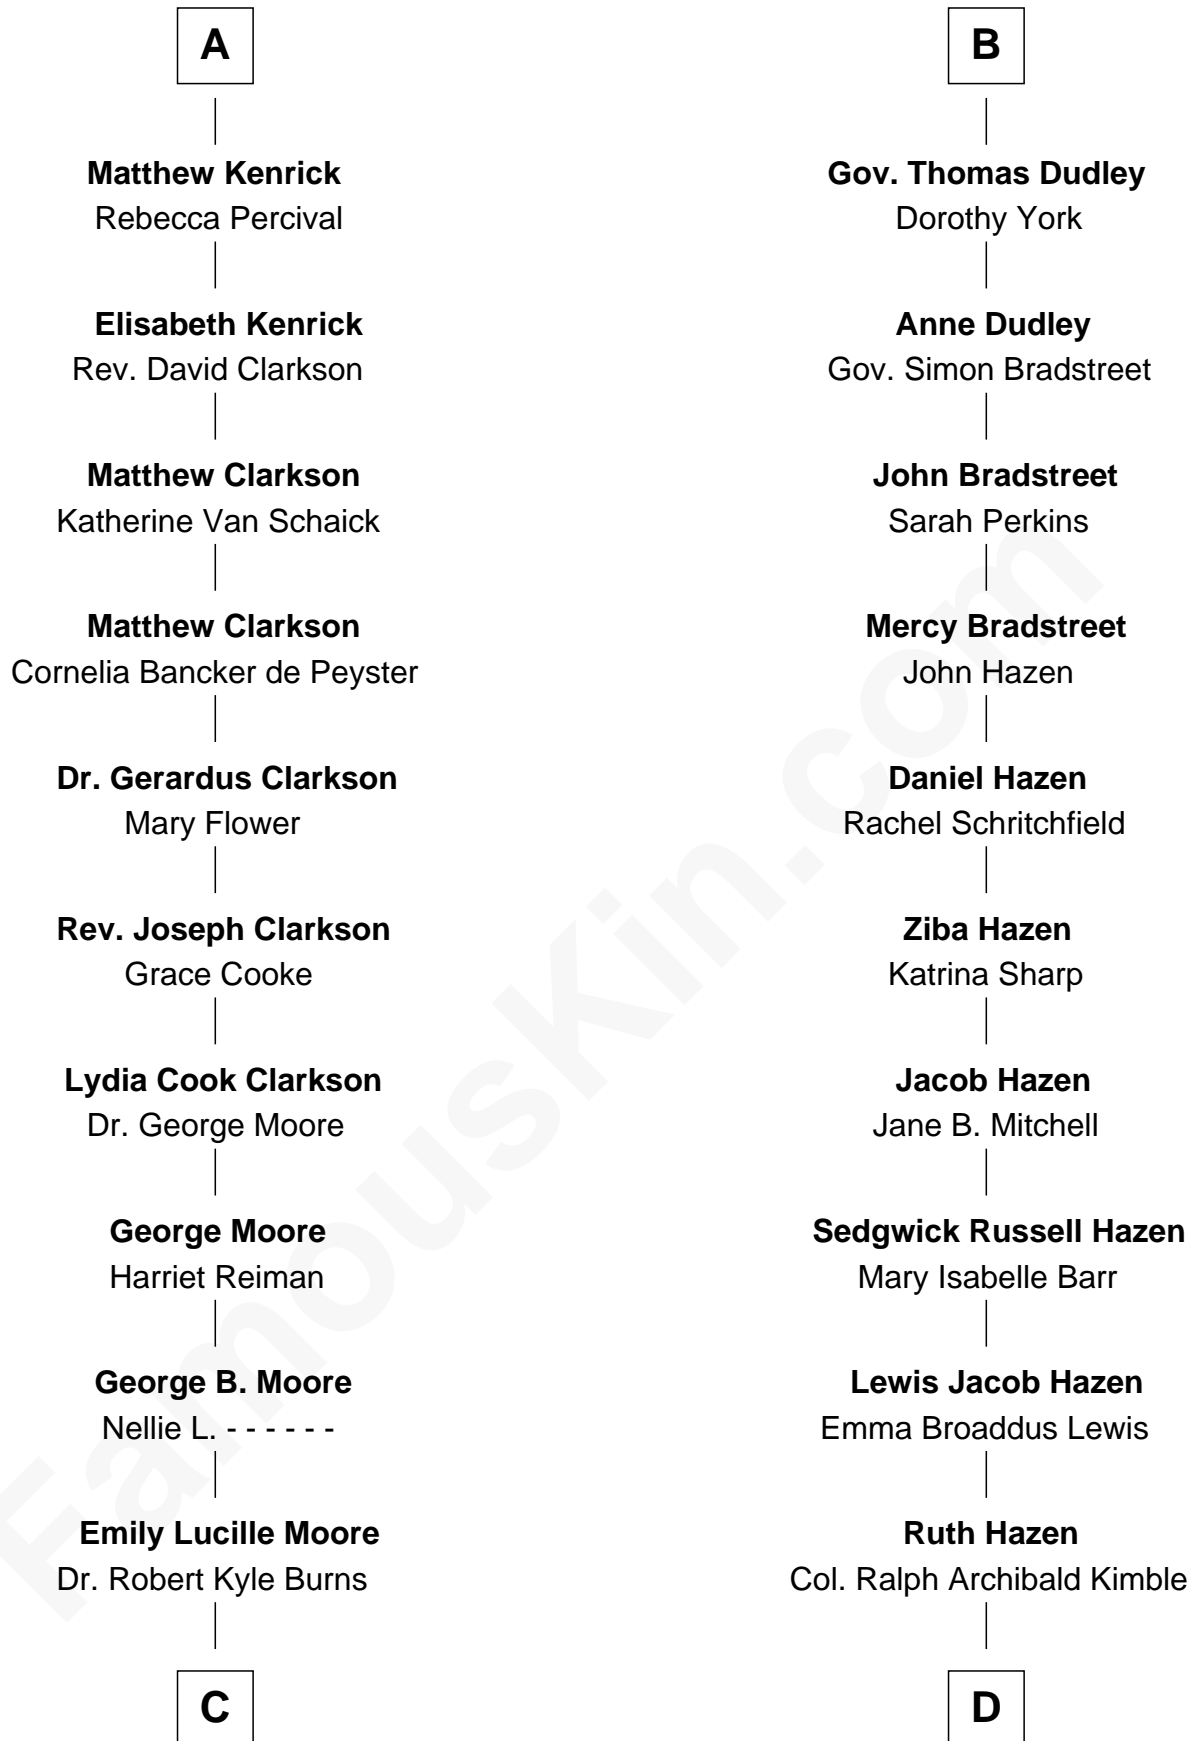 A
Matthew Kenrick
Rebecca Percival
Elisabeth Kenrick
Rev. David Clarkson
Matthew Clarkson
Katherine Van Schaick
Matthew Clarkson
Cornelia Bancker de Peyster
Dr. Gerardus Clarkson
Mary Flower
Rev. Joseph Clarkson
Grace Cooke
Lydia Cook Clarkson
Dr. George Moore
George Moore
Harriet Reiman
George B. Moore
Nellie L. - - - - - -
Emily Lucille Moore
Dr. Robert Kyle Burns
C
B
Gov. Thomas Dudley
Dorothy York
Anne Dudley
Gov. Simon Bradstreet
John Bradstreet
Sarah Perkins
Mercy Bradstreet
John Hazen
Daniel Hazen
Rachel Schritchfield
Ziba Hazen
Katrina Sharp
Jacob Hazen
Jane B. Mitchell
Sedgwick Russell Hazen
Mary Isabelle Barr
Lewis Jacob Hazen
Emma Broaddus Lewis
Ruth Hazen
Col. Ralph Archibald Kimble
D
FamousKin.com